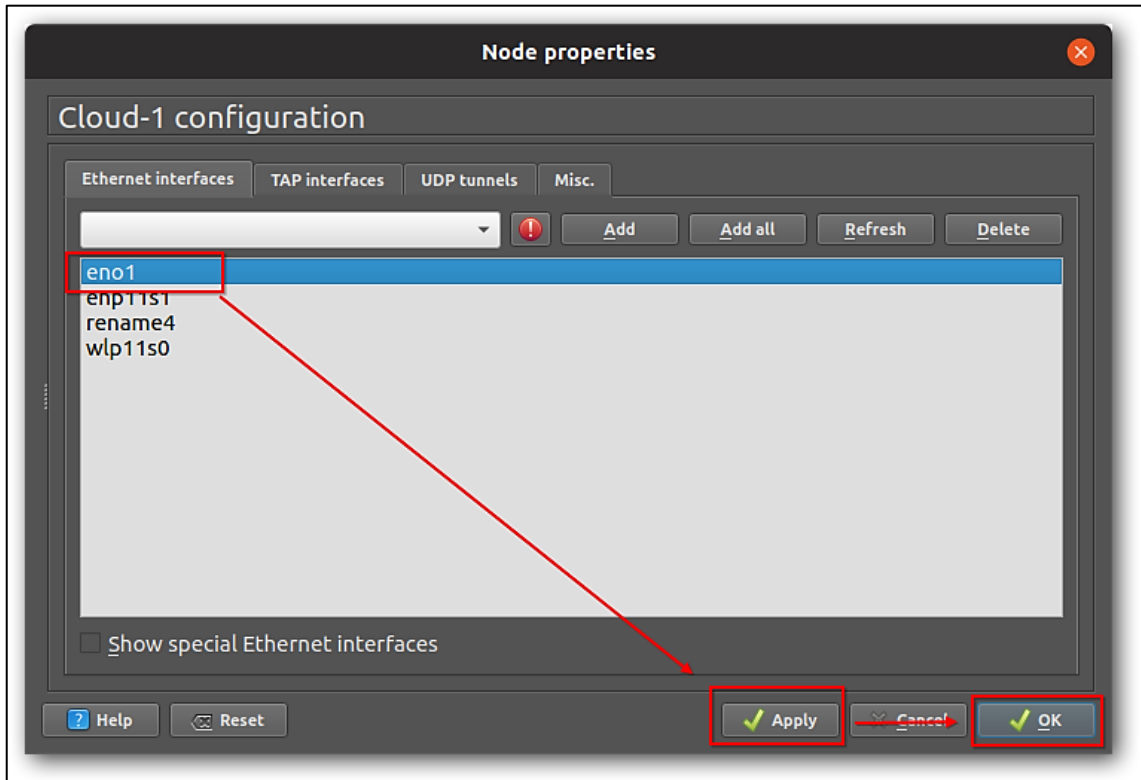 Node properties
Cloud-1 configuration
Ethernet interfaces TAP interfaces UDP tunnels Misc.
Add Add all Refresh Delete
eno1
enp11s1
rename4
wlp11s0
Show special Ethernet interfaces
? Help Reset Apply Cancel OK